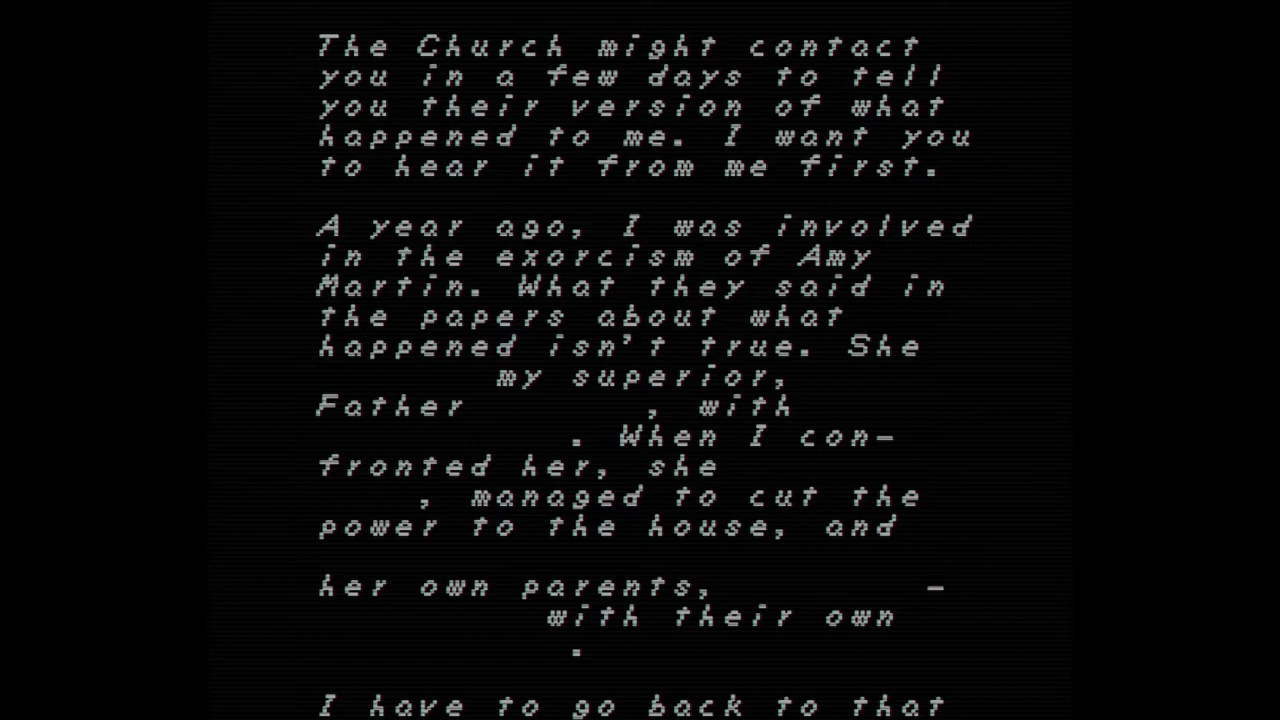 The Church might contact
you in a few days to tell
you their version of what
happened to me. I want you
to hear it from me first.
A year ago, I was involved
in the exorcism of Amy
Martin. What they said in
the papers about what
happened isn't true. She
my superior,
Father , with
. When I con-
fronted her, she
, managed to cut the
power to the house, and
her own parents, -
with their own
.
I have to go back to that